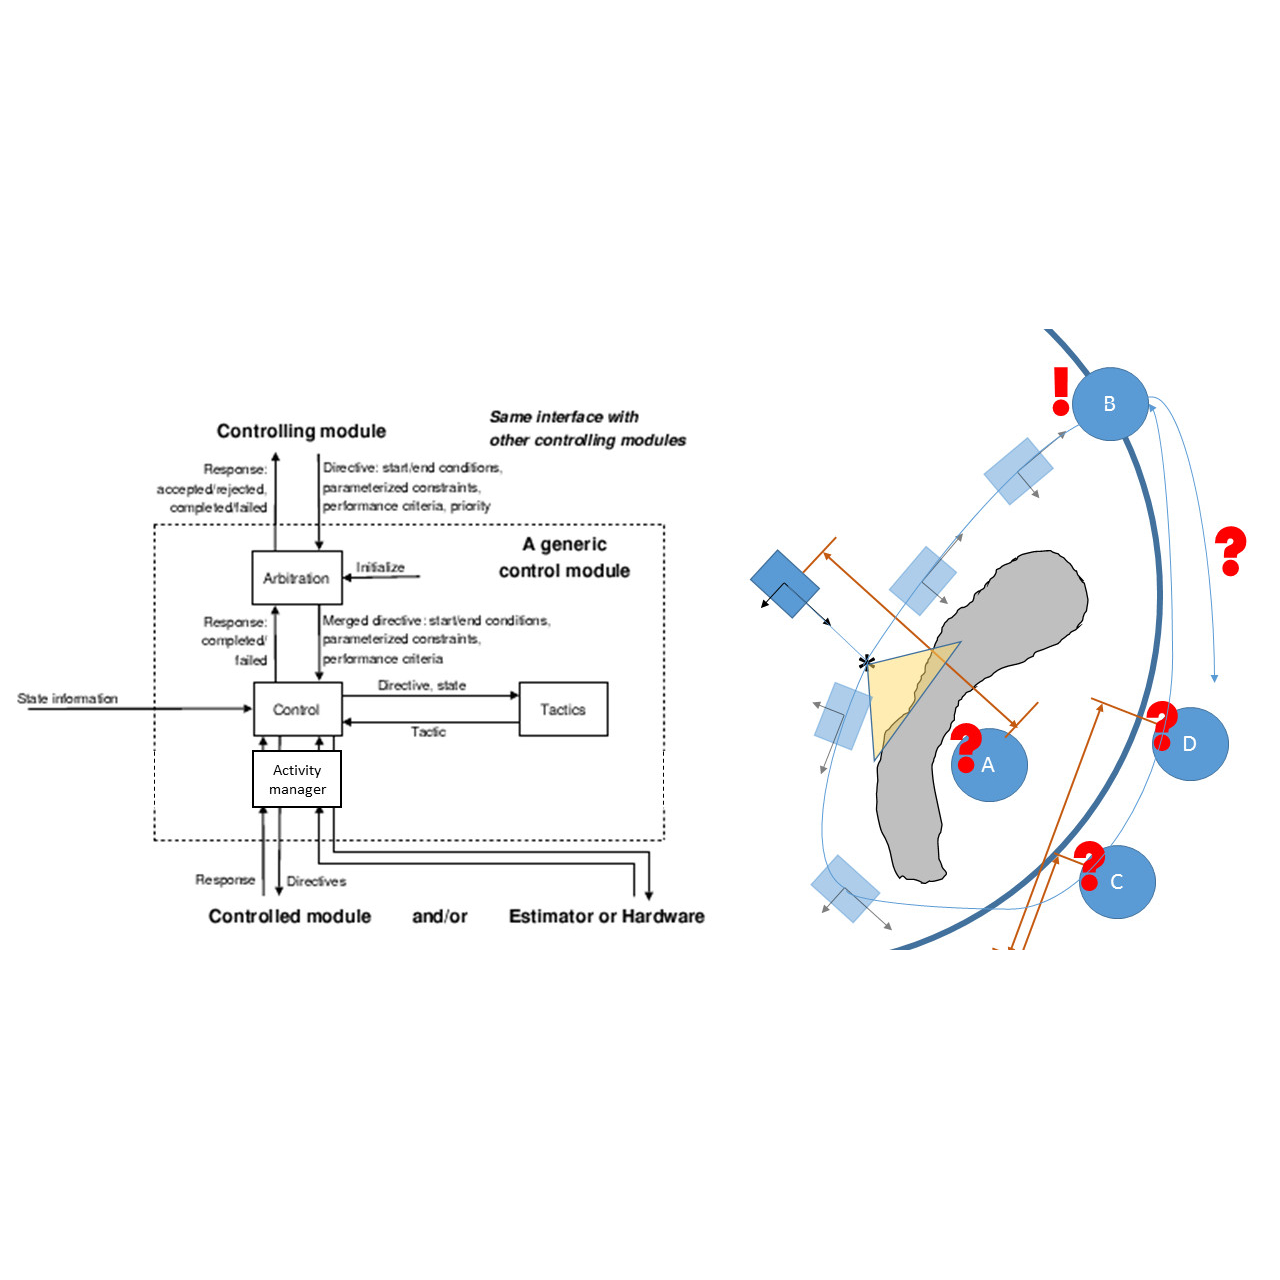 Same interface with
other controlling modules
Controlling module
Response:
accepted/rejected,
completed/failed
Directive: start/end conditions,
parameterized constraints,
performance criteria, priority
A generic
control module
Arbitration
Initialize
Response:
completed/
failed
Merged directive: start/end conditions,
parameterized constraints,
performance criteria
State information
Control
Directive, state
Tactic
Tactics
Activity
manager
Response
Directives
Controlled module
and/or
Estimator or Hardware
!
B
?
?
A
?
D
?
C
*